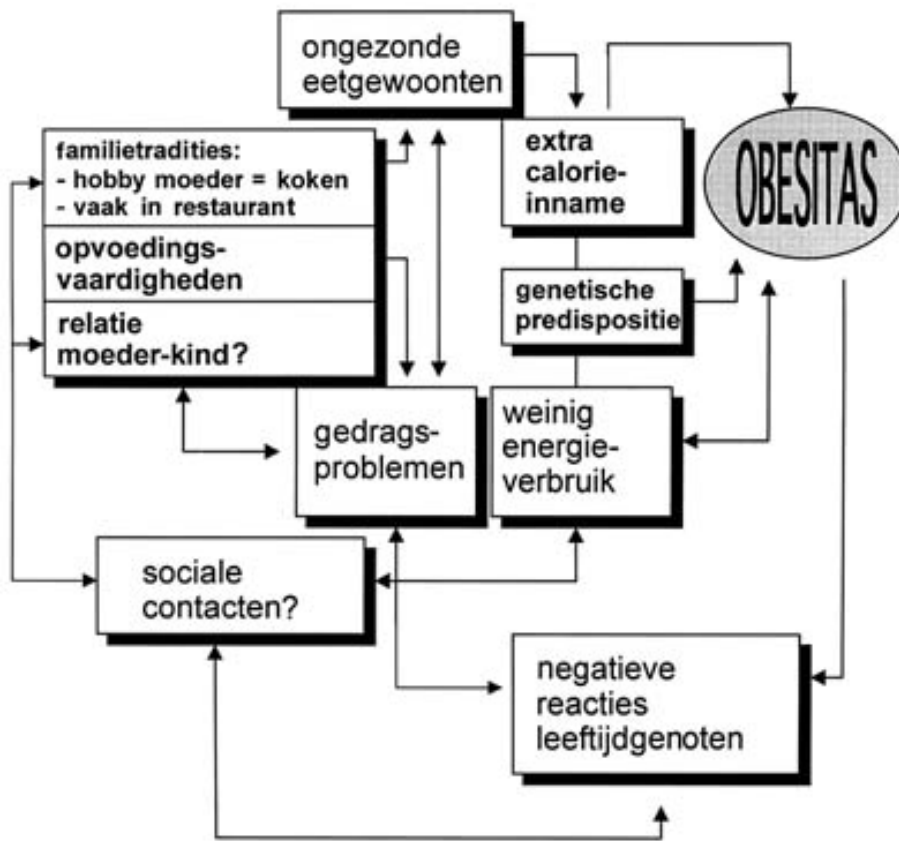 ongezonde
eetgewoonten
extra
calorie-
inname
OBESITAS
familietradities:
- hobby moeder = koken
- vaak in restaurant
opvoedings-
vaardigheden
relatie
moeder-kind?
genetische
predispositie
gedrags-
problemen
weinig
energie-
verbruik
sociale
contacten?
negatieve
reacties
leeftijdgenoten